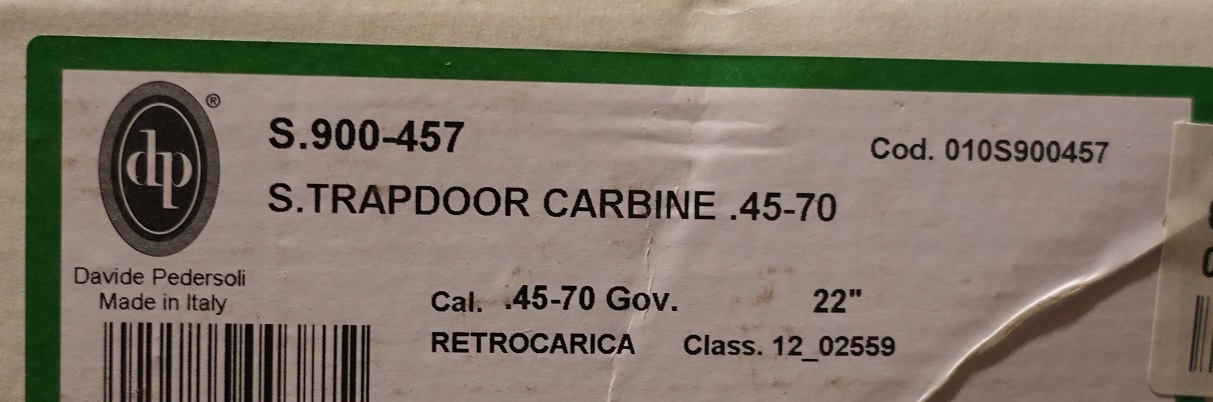 dp®
S.900-457
Cod. 010S900457
S.TRAPDOOR CARBINE .45-70
Davide Pedersoli
Made in Italy
Cal. .45-70 Gov. 22"
RETROCARICA Class. 12_02559